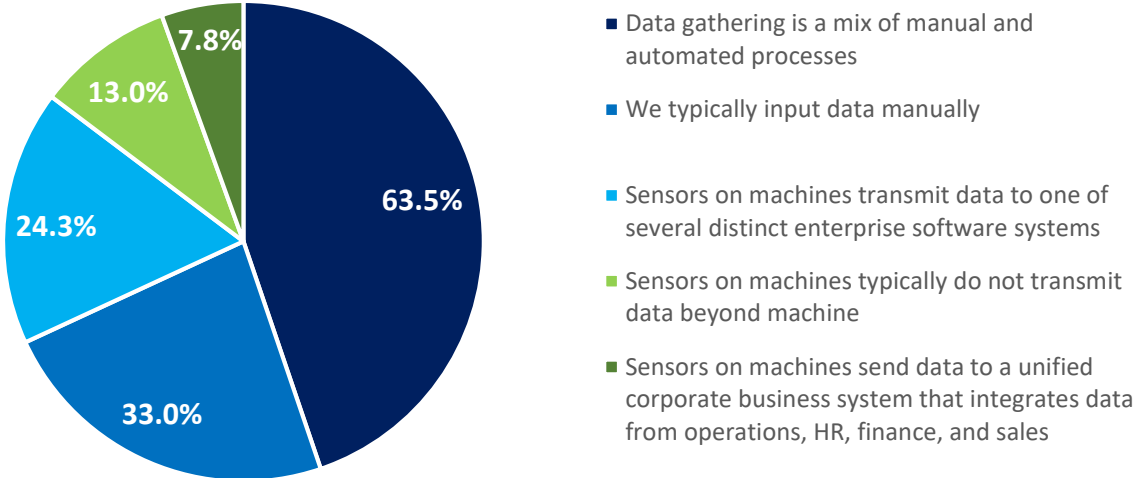 7.8%
13.0%
63.5%
24.3%
33.0%
Data gathering is a mix of manual and
automated processes
We typically input data manually
Sensors on machines transmit data to one of
several distinct enterprise software systems
Sensors on machines typically do not transmit
data beyond machine
Sensors on machines send data to a unified
corporate business system that integrates data
from operations, HR, finance, and sales